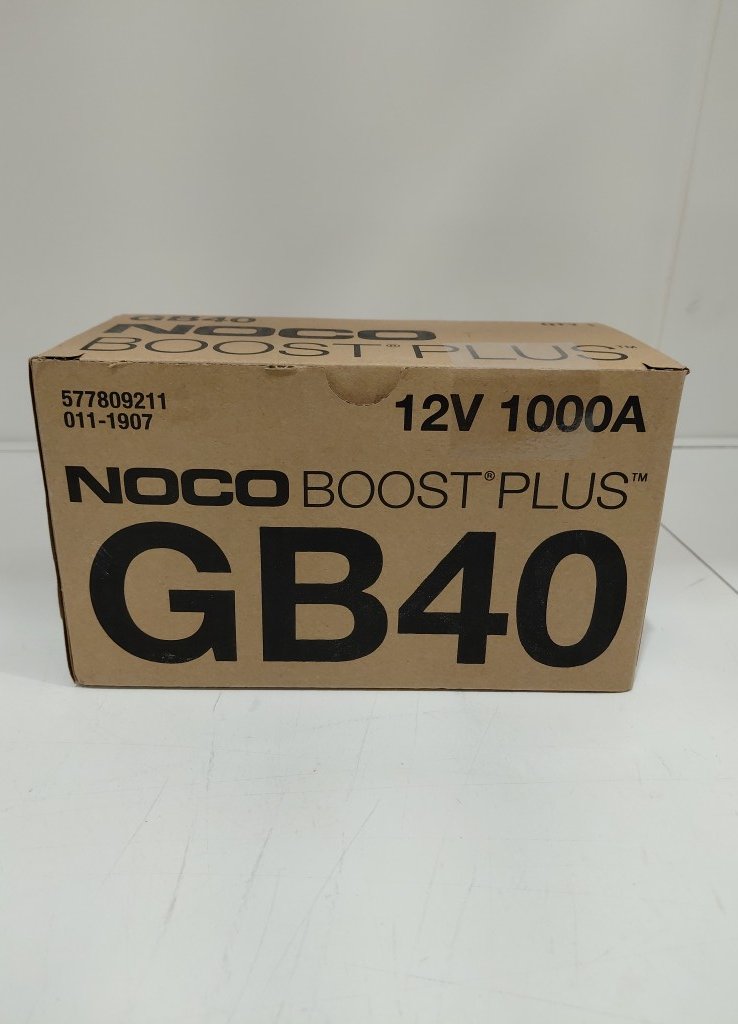 GB40
NOCO
BOOST® PLUS™
577809211
011-1907
12V 1000A
NOCO BOOST® PLUS™
GB40